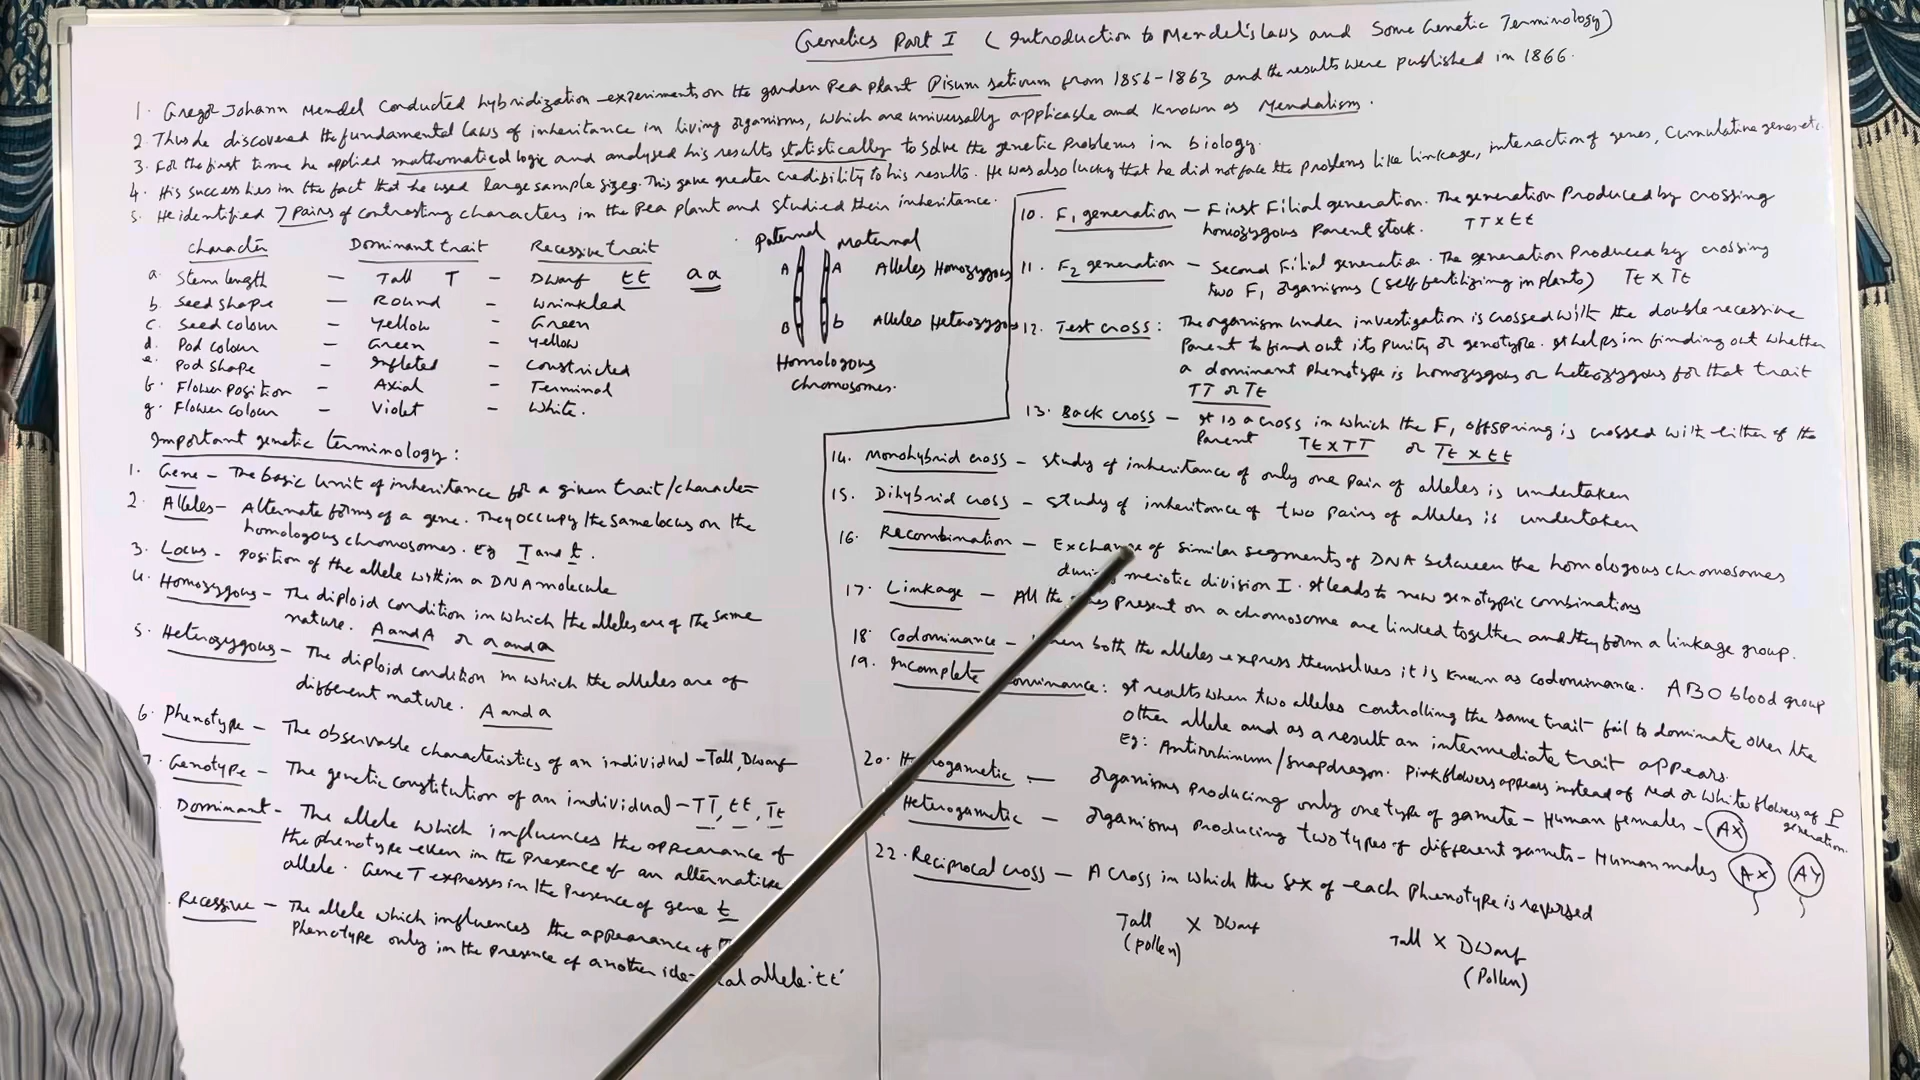 Genetics Part I (Introduction to Mendel's laws and Some Genetic Terminology)
1. Gregor Johann Mendel conducted hybridization experiments on the garden Pea plant Pisum sativum from 1856-1863 and the results were published in 1866.
2. Thus he discovered the fundamental laws of inheritance in living organisms, which are universally applicable and known as Mendalism.
3. For the first time he applied mathematical logic and analysed his results statistically to solve the genetic problems in biology.
4. His success lies in the fact that he used large sample sizes. This gave greater credibility to his results. He was also lucky that he did not face the problems like linkage, interaction of genes, Cumulative genes etc.
5. He identified 7 pairs of contrasting characters in the pea plant and studied their inheritance.
Character Dominant trait Recessive trait
a. Stem length - Tall T - Dwarf tt aa
b. Seed shape - Round - wrinkled
c. Seed colour - Yellow - Green
d. Pod colour - Green - Yellow
e. Pod shape - Inflated - Constricted
f. Flower position - Axial - Terminal
g. Flower colour - Violet - White.
Paternal Maternal
A A Alleles Homozygous
B b Alleles Heterozygous
Homologous
chromosomes.
Important genetic terminology:
1. Gene - The basic unit of inheritance for a given trait/character
2. Alleles - Alternate forms of a gene. They occupy the same locus on the
homologous chromosomes. Eg T and t.
3. Locus - position of the allele within a DNA molecule
4. Homozygous - The diploid condition in which the alleles are of the same
nature. A and A or a and a
5. Heterozygous - The diploid condition in which the alleles are of
different nature. A and a
6. Phenotype - The observable characteristics of an individual - Tall, Dwarf
7. Genotype - The genetic constitution of an individual - TT, tt, Tt
Dominant - The allele which influences the appearance of
the phenotype even in the presence of an alternative
allele. Gene T expresses in the presence of gene t
Recessive - The allele which influences the appearance of
phenotype only in the presence of another allele 'tt'
10. F1 generation - First Filial generation. The generation Produced by crossing
homozygous Parent stock. TT x tt
11. F2 generation - Second Filial generation. The generation Produced by crossing
two F1 organisms (self fertilizing in plants) Tt x Tt
12. Test cross: The organism under investigation is crossed with the double recessive
Parent to find out its purity or genotype. It helps in finding out whether
a dominant phenotype is homozygous or heterozygous for that trait
TT or Tt
13. Back cross - It is a cross in which the F1 offspring is crossed with either of the
Parent Tt x TT or Tt x tt
14. Monohybrid cross - study of inheritance of only one pair of alleles is undertaken
15. Dihybrid cross - study of inheritance of two pairs of alleles is undertaken
16. Recombination - Exchange of similar segments of DNA between the homologous chromosomes
during meiotic division I. It leads to new genotypic combinations
17. Linkage - All the present on a chromosome are linked together and they form a linkage group.
18. Codominance - both the alleles express themselves it is known as codominance. ABO blood group
19. Incomplete It results when two alleles controlling the same trait fail to dominate over the
other allele and as a result an intermediate trait appears.
Eg: Antirrhinum/Snapdragon. Pink flowers appears instead of red or white flowers of P
generation.
20. Homogametic - organisms producing only one type of gamete - Human females - AX
Heterogametic - organisms producing two types of different gamets - Human males AX AY
22. Reciprocal cross - A cross in which the sex of each phenotype is reversed
Tall X Dwarf
(pollen)
Tall X Dwarf
(Pollen)